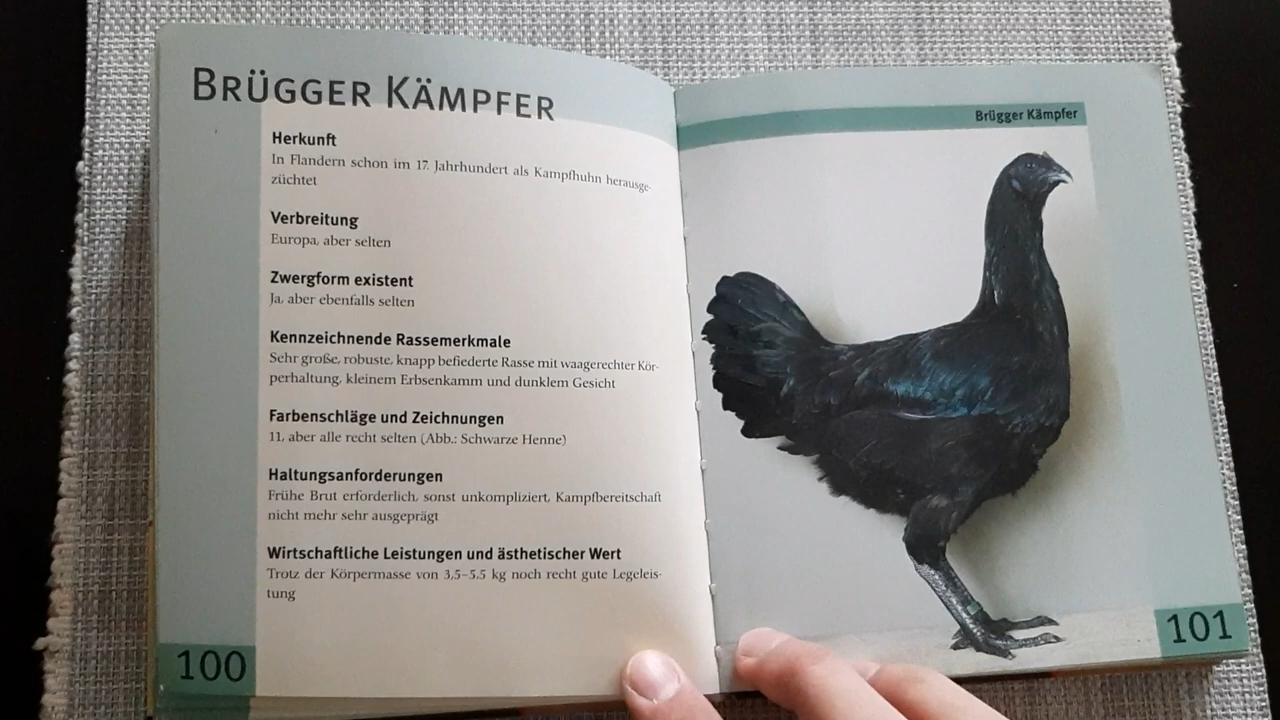 BRÜGGER KÄMPFER
Herkunft
In Flandern schon im 17. Jahrhundert als Kampfhuhn herausge-
züchtet
Verbreitung
Europa, aber selten
Zwergform existent
Ja, aber ebenfalls selten
Kennzeichnende Rassemerkmale
Sehr große, robuste, knapp befiederte Rasse mit waagerechter Kör-
perhaltung, kleinem Erbsenkamm und dunklem Gesicht
Farbenschläge und Zeichnungen
11, aber alle recht selten (Abb.: Schwarze Henne)
Haltungsanforderungen
Frühe Brut erforderlich, sonst unkompliziert, Kampfbereitschaft
nicht mehr sehr ausgeprägt
Wirtschaftliche Leistungen und ästhetischer Wert
Trotz der Körpermasse von 3,5–5,5 kg noch recht gute Legeleis-
tung
100
Brügger Kämpfer
101